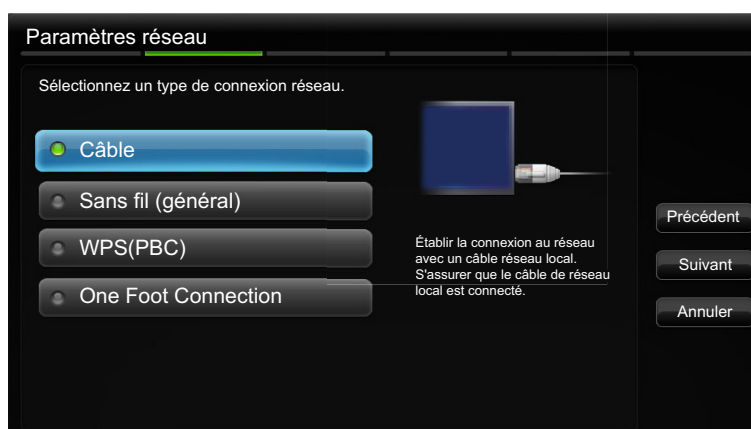 Paramètres réseau
Sélectionnez un type de connexion réseau.
Câble
Sans fil (général)
WPS(PBC)
One Foot Connection
Établir la connexion au réseau
avec un câble réseau local.
S'assurer que le câble de réseau
local est connecté.
Précédent
Suivant
Annuler